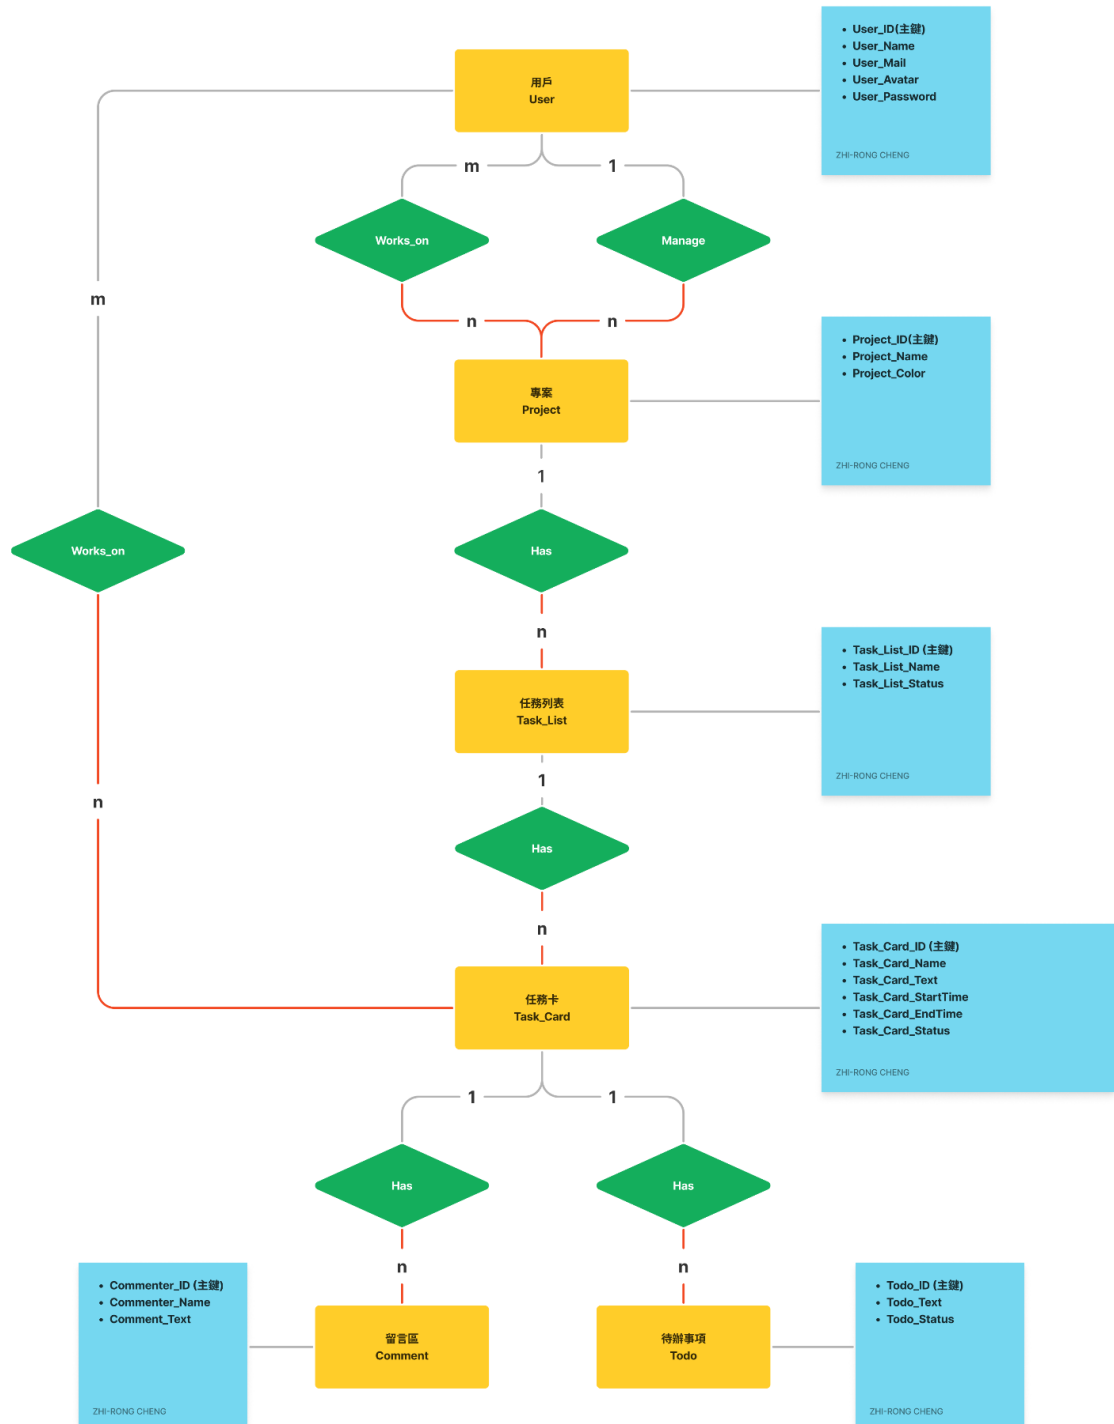 User_ID(主鍵)
User_Name
User_Mail
User_Avatar
User_Password
ZHI-RONG CHENG
用戶
User
m
1
Works_on
Manage
m
n
n
Project_ID(主鍵)
Project_Name
Project_Color
ZHI-RONG CHENG
專案
Project
1
Works_on
Has
n
Task_List_ID (主鍵)
Task_List_Name
Task_List_Status
ZHI-RONG CHENG
任務列表
Task_List
1
n
Has
n
Task_Card_ID (主鍵)
Task_Card_Name
Task_Card_Text
Task_Card_StartTime
Task_Card_EndTime
Task_Card_Status
ZHI-RONG CHENG
任務卡
Task_Card
1
1
Has
Has
n
n
Commenter_ID (主鍵)
Commenter_Name
Comment_Text
ZHI-RONG CHENG
留言區
Comment
待辦事項
Todo
Todo_ID (主鍵)
Todo_Text
Todo_Status
ZHI-RONG CHENG